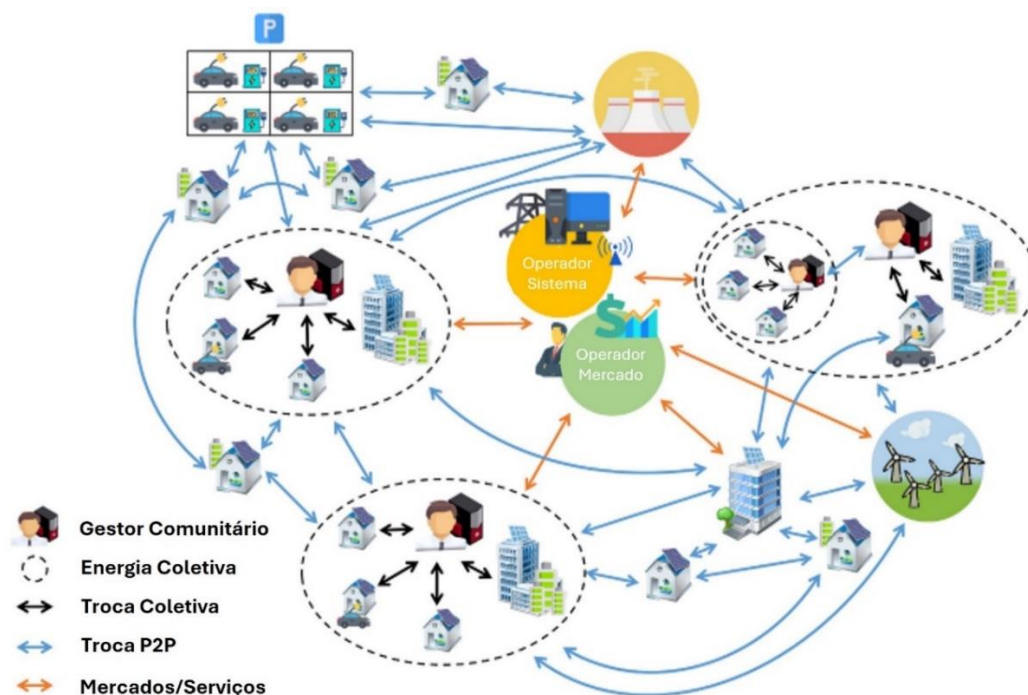 P
Operador
Sistema
Operador
Mercado
Gestor Comunitário
Energia Coletiva
Troca Coletiva
Troca P2P
Mercados/Serviços